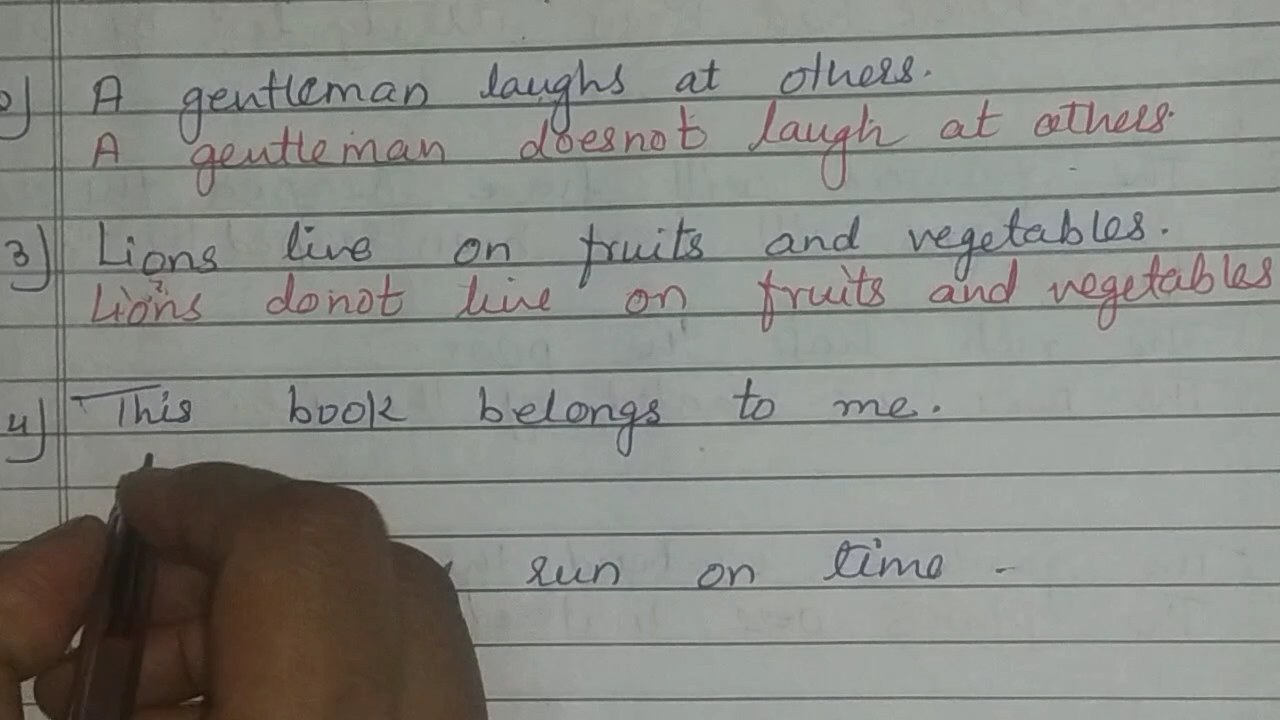 A gentleman laughs at others.
A gentleman doesnot laugh at others.
3) Lions live on fruits and vegetables.
Lions donot live on fruits and vegetables
4) This book belongs to me.
run on time -